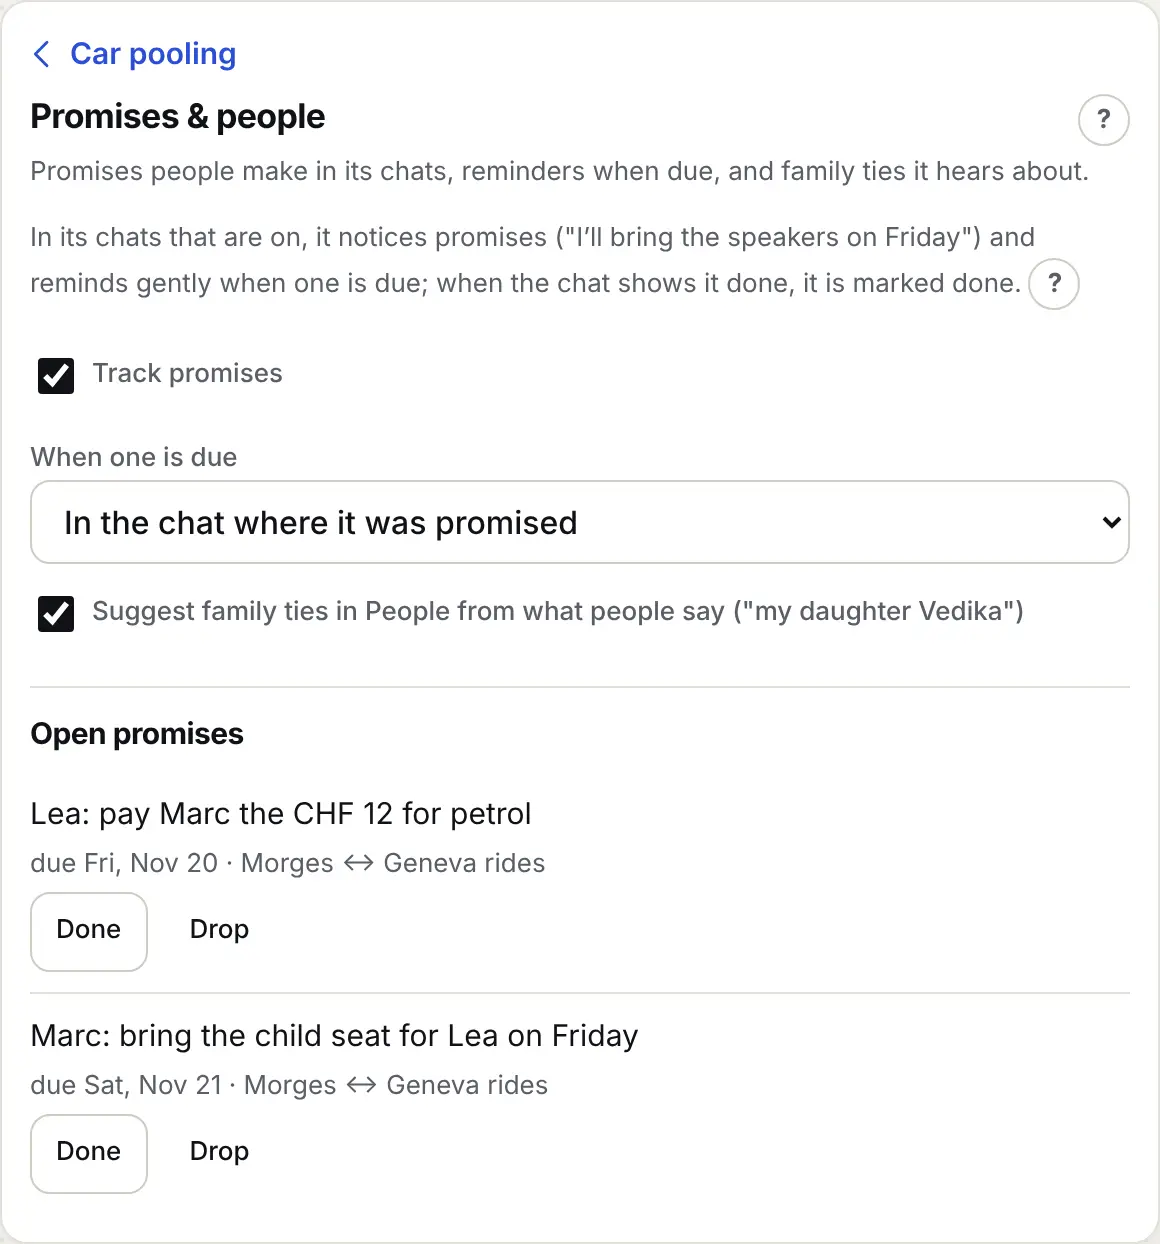 Car pooling
Promises & people
?
Promises people make in its chats, reminders when due, and family ties it hears about.
In its chats that are on, it notices promises ("I’ll bring the speakers on Friday") and
reminds gently when one is due; when the chat shows it done, it is marked done. ?
Track promises
When one is due
In the chat where it was promised
Suggest family ties in People from what people say ("my daughter Vedika")
Open promises
Lea: pay Marc the CHF 12 for petrol
due Fri, Nov 20 · Morges ↔ Geneva rides
Done Drop
Marc: bring the child seat for Lea on Friday
due Sat, Nov 21 · Morges ↔ Geneva rides
Done Drop